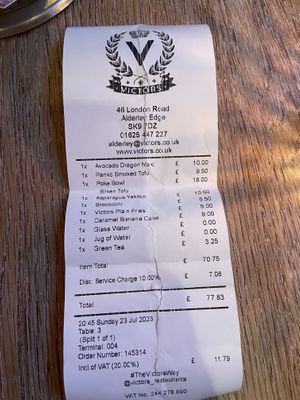 V
VICTORS
46 London Road
Alderley Edge
SK9 7DZ
01625 447 227
alderley@victors.co.uk
www.victors.co.uk
1x Avocado Dragon Maki £ 10.00
1x Panko Smoked Tofu £ 9.50
1x Poke Bowl £ 18.00
Silken Tofu
1x Asparagus Yakitori £
1x Broccolini £ 5.50
1x Victors Plain Fries £ 5.00
1x Caramel Banana Cake £ 9.00
1x Glass Water £ 0.00
1x Jug of Water £ 0.00
1x Green Tea £ 3.25
Item Total £ 70.75
Disc. Service Charge 10.00% £ 7.08
Total £ 77.83
20:45 Sunday 23 Jul 2023
Table: 3
(Split 1 of 1)
Terminal: 004
Order Number: 145314
Incl.of VAT (20.00%) £ 11.79
#TheVictorsWay
@victors_restaurants
VAT No.